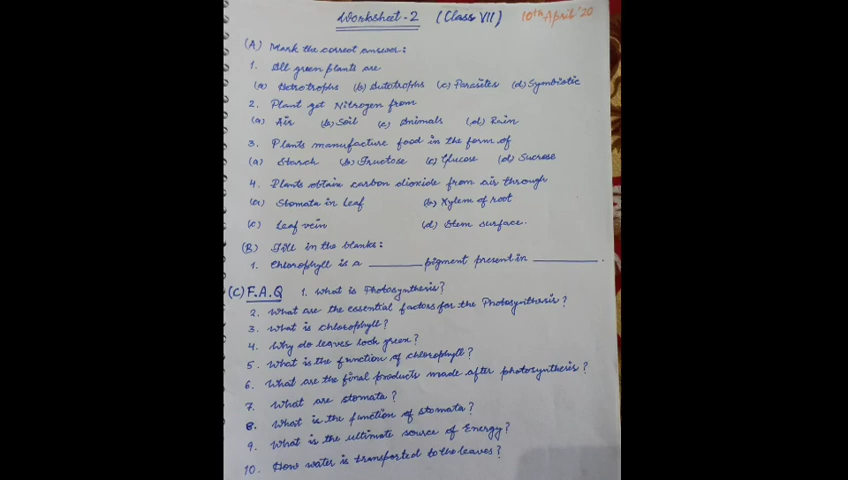 Worksheet-2 (Class VII) 10th April'20
(A) Mark the correct answer:
1. All green plants are
(a) Hetrotrophs (b) Autotrophs (c) Parasites (d) Symbiotic
2. Plant get Nitrogen from
(a) Air (b) Soil (c) Animals (d) Rain
3. Plants manufacture food in the form of
(a) Starch (b) Fructose (c) Glucose (d) Sucrose
4. Plants obtain carbon dioxide from air through
(a) Stomata in leaf (b) Xylem of root
(c) Leaf vein (d) Stem surface.
(B) Fill in the blanks:
1. Chlorophyll is a ________ pigment present in __________.
(C) F.A.Q 1. What is Photosynthesis?
2. What are the essential factors for the Photosynthesis?
3. What is chlorophyll?
4. Why do leaves look green?
5. What is the function of chlorophyll?
6. What are the final products made after photosynthesis?
7. What are stomata?
8. What is the function of stomata?
9. What is the ultimate source of Energy?
10. How water is transported to the leaves?